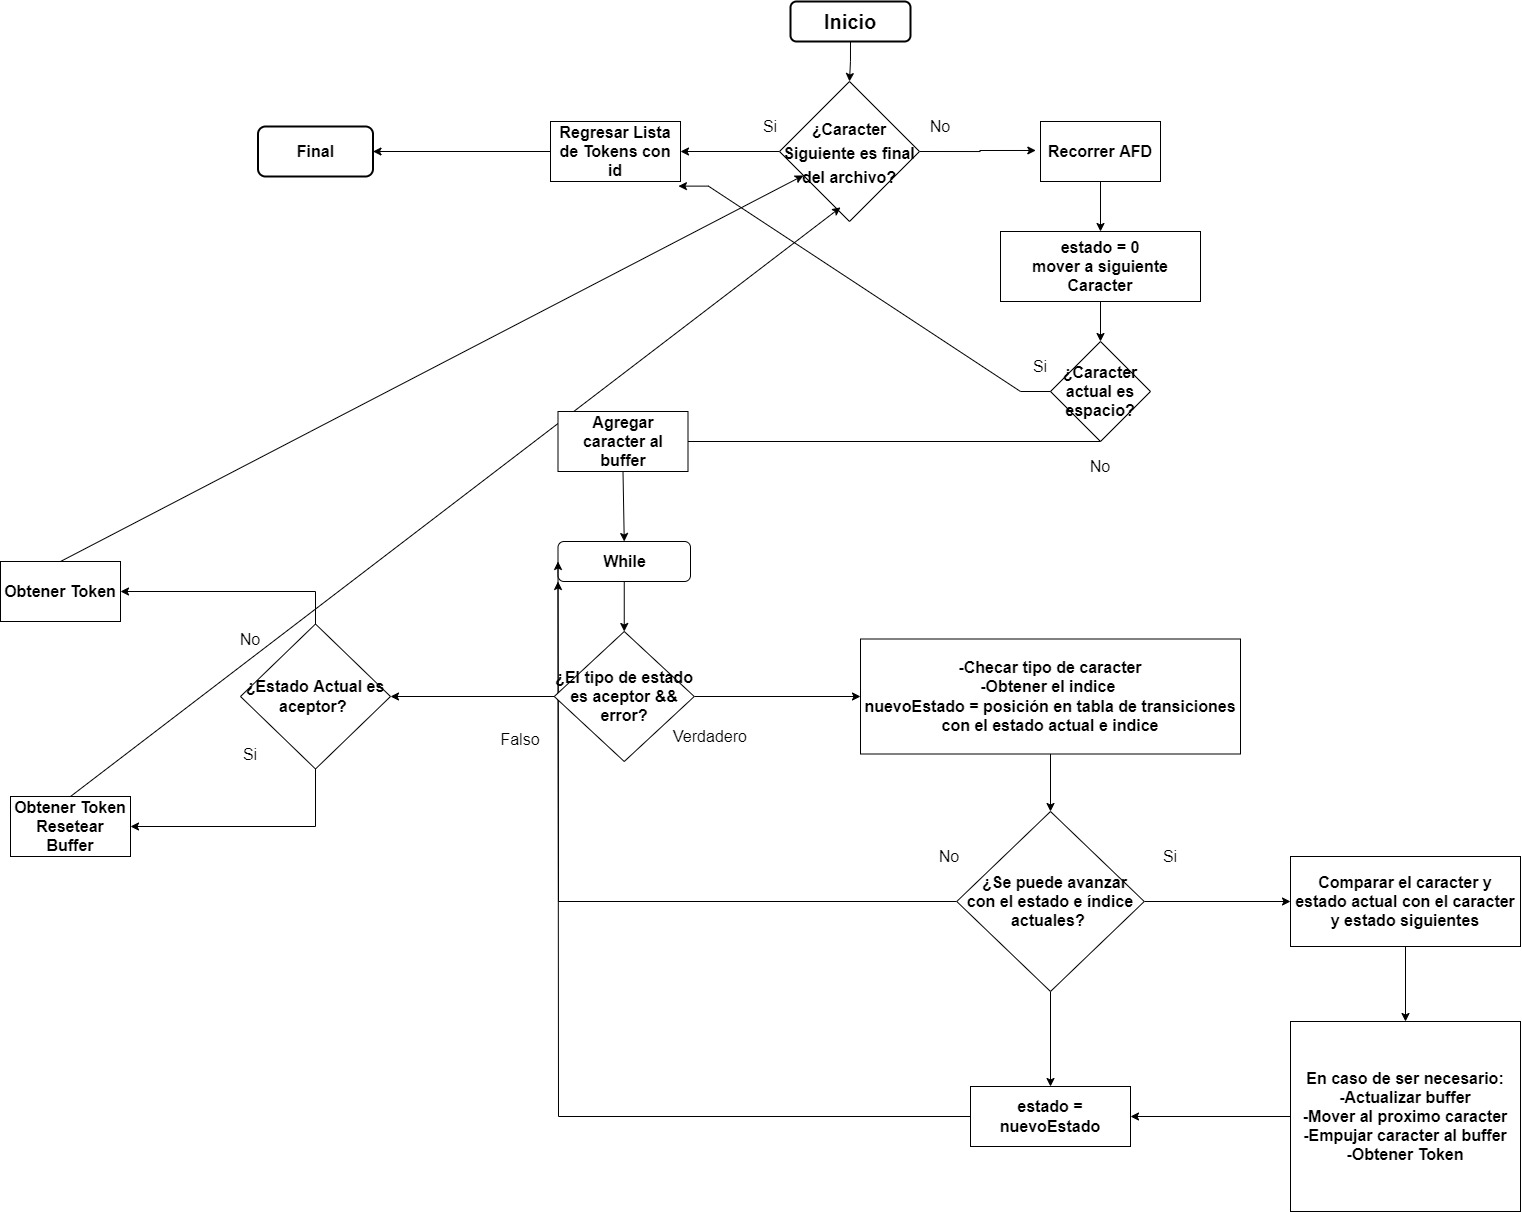 Inicio
¿Caracter
Siguiente es final
del archivo?
Si
No
Regresar Lista
de Tokens con
id
Final
Recorrer AFD
estado = 0
mover a siguiente
Caracter
Si
¿Caracter
actual es
espacio?
No
Agregar
caracter al
buffer
While
Obtener Token
No
¿Estado Actual es
aceptor?
Si
Obtener Token
Resetear
Buffer
¿El tipo de estado
es aceptor &&
error?
Falso
Verdadero
-Checar tipo de caracter
-Obtener el indice
nuevoEstado = posición en tabla de transiciones
con el estado actual e indice
No
Si
¿Se puede avanzar
con el estado e índice
actuales?
Comparar el caracter y
estado actual con el caracter
y estado siguientes
En caso de ser necesario:
-Actualizar buffer
-Mover al proximo caracter
-Empujar caracter al buffer
-Obtener Token
estado =
nuevoEstado